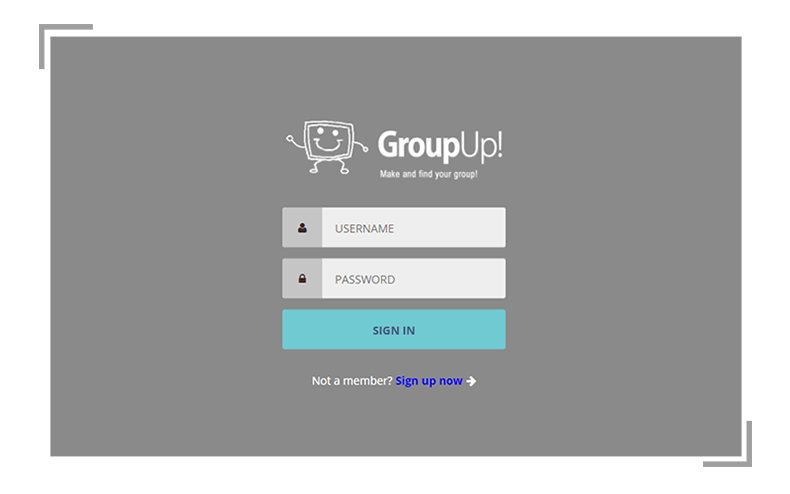 GroupUp!
Make and find your group!
USERNAME
PASSWORD
SIGN IN
Not a member? Sign up now